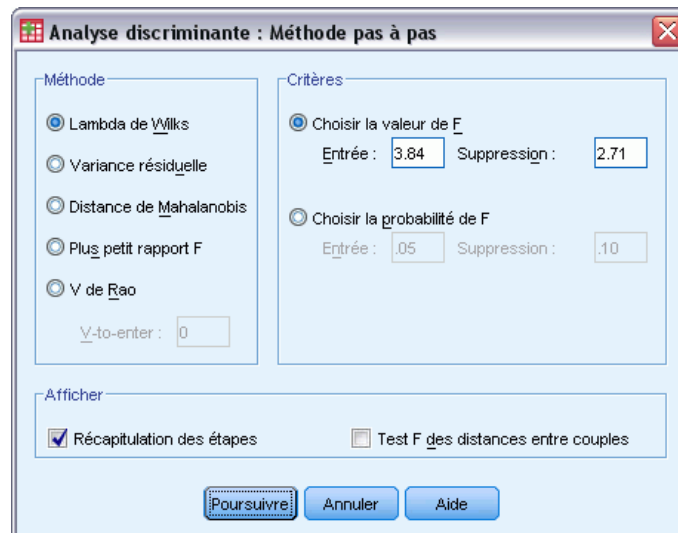 Analyse discriminante : Méthode pas à pas
Méthode
Lambda de Wilks
Variance résiduelle
Distance de Mahalanobis
Plus petit rapport F
V de Rao
V-to-enter : 0
Critères
Choisir la valeur de F
Entrée : 3.84 Suppression : 2.71
Choisir la probabilité de F
Entrée : .05 Suppression : .10
Afficher
Récapitulation des étapes
Test F des distances entre couples
Poursuivre Annuler Aide